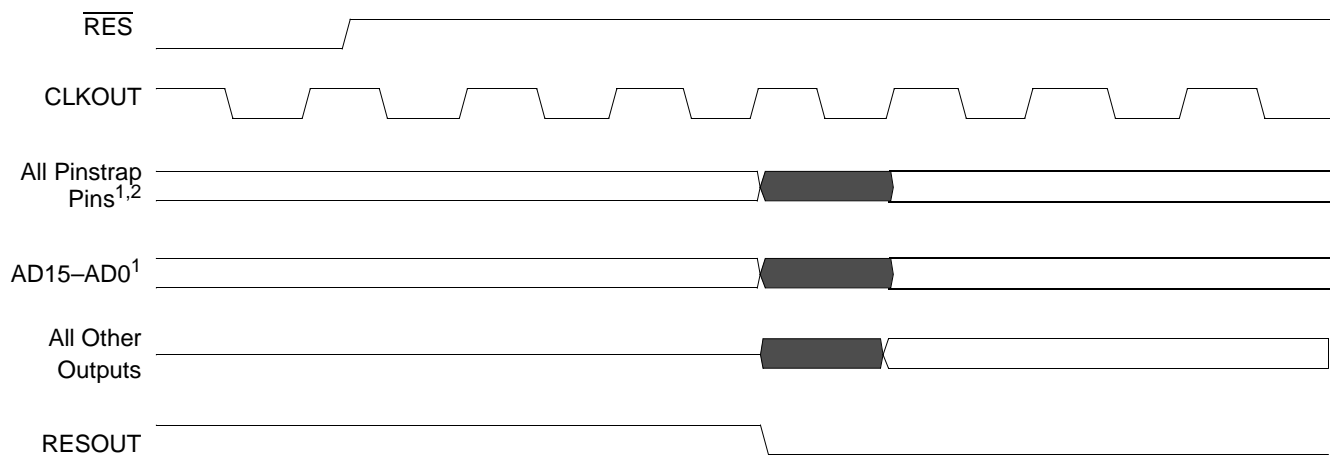 RES
CLKOUT
All Pinstrap
Pins1,2
AD15–AD01
All Other
Outputs
RESOUT